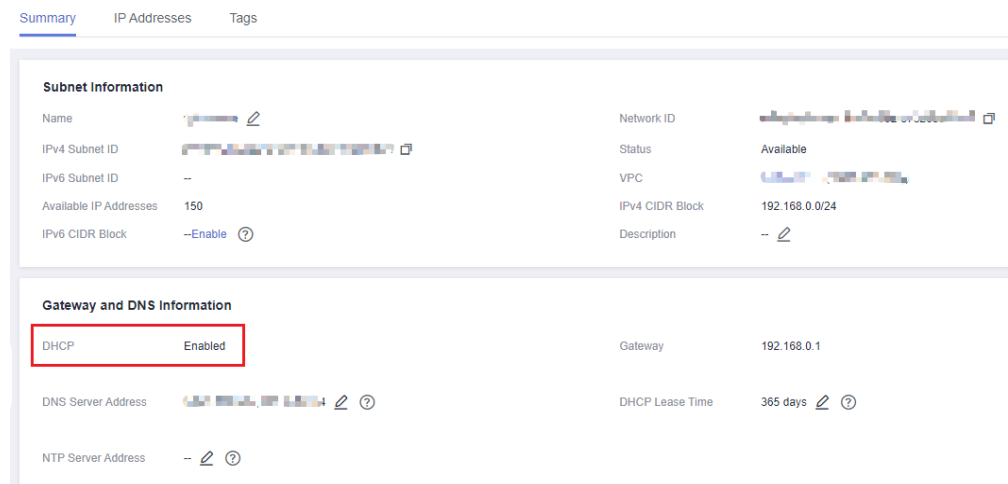 Summary IP Addresses Tags
Subnet Information
Name
Network ID
IPv4 Subnet ID
Status Available
IPv6 Subnet ID --
VPC
Available IP Addresses 150
IPv4 CIDR Block 192.168.0.0/24
IPv6 CIDR Block --Enable
Description --
Gateway and DNS Information
DHCP Enabled
Gateway 192.168.0.1
DNS Server Address
DHCP Lease Time 365 days
NTP Server Address --